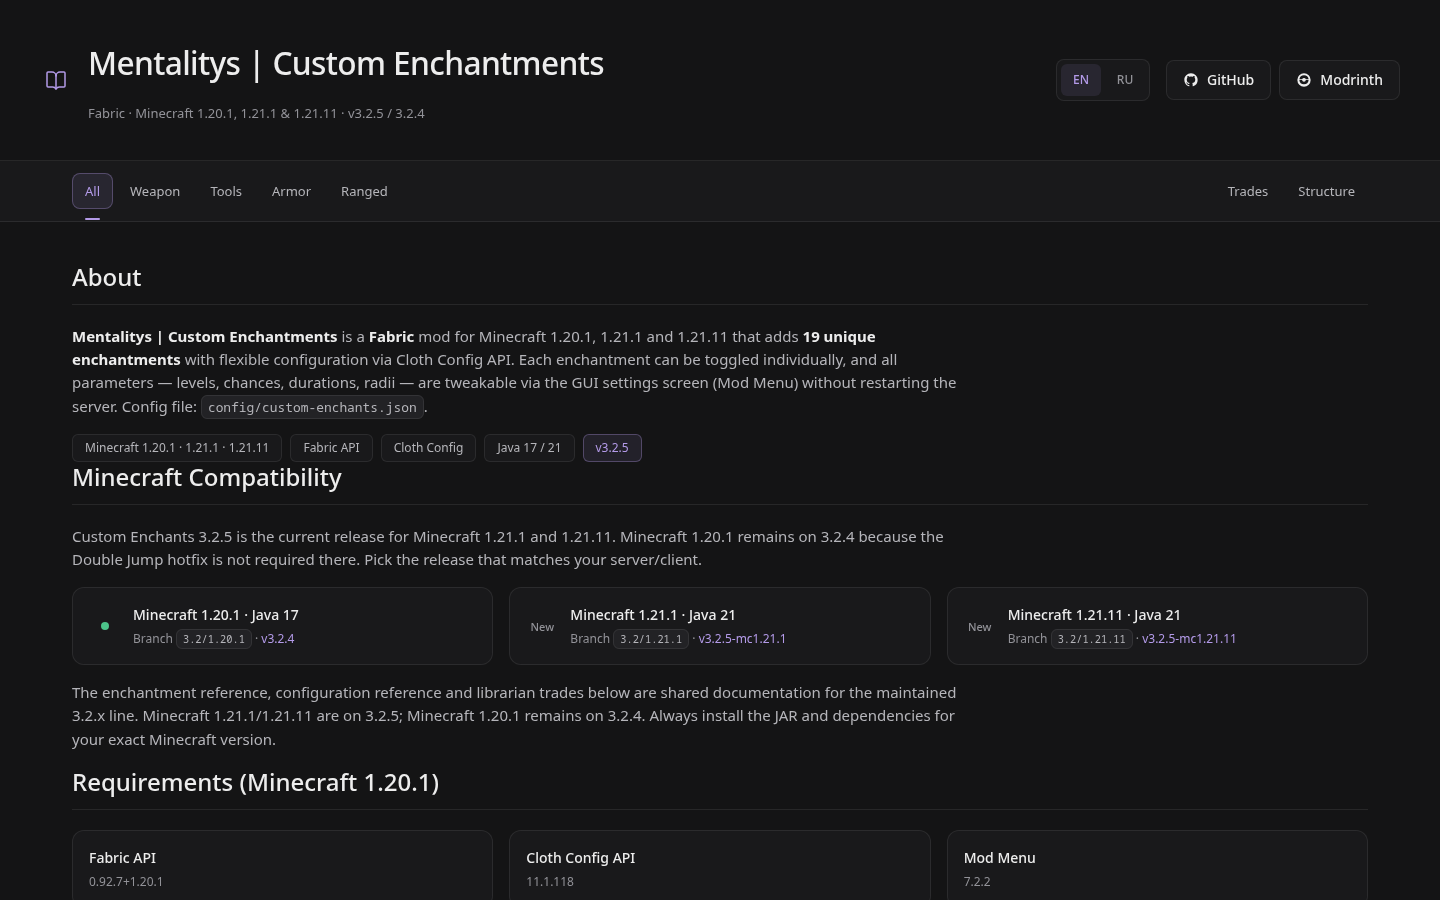 Mentalitys | Custom Enchantments
Fabric · Minecraft 1.20.1, 1.21.1 & 1.21.11 · v3.2.5 / 3.2.4
EN RU GitHub Modrinth
All Weapon Tools Armor Ranged Trades Structure
About
Mentalitys | Custom Enchantments is a Fabric mod for Minecraft 1.20.1, 1.21.1 and 1.21.11 that adds 19 unique
enchantments with flexible configuration via Cloth Config API. Each enchantment can be toggled individually, and all
parameters — levels, chances, durations, radii — are tweakable via the GUI settings screen (Mod Menu) without restarting the
server. Config file: config/custom-enchants.json.
Minecraft 1.20.1 · 1.21.1 · 1.21.11 Fabric API Cloth Config Java 17 / 21 v3.2.5
Minecraft Compatibility
Custom Enchants 3.2.5 is the current release for Minecraft 1.21.1 and 1.21.11. Minecraft 1.20.1 remains on 3.2.4 because the
Double Jump hotfix is not required there. Pick the release that matches your server/client.
Minecraft 1.20.1 · Java 17
Branch 3.2/1.20.1 · v3.2.4
New
Minecraft 1.21.1 · Java 21
Branch 3.2/1.21.1 · v3.2.5-mc1.21.1
New
Minecraft 1.21.11 · Java 21
Branch 3.2/1.21.11 · v3.2.5-mc1.21.11
The enchantment reference, configuration reference and librarian trades below are shared documentation for the maintained
3.2.x line. Minecraft 1.21.1/1.21.11 are on 3.2.5; Minecraft 1.20.1 remains on 3.2.4. Always install the JAR and dependencies for
your exact Minecraft version.
Requirements (Minecraft 1.20.1)
Fabric API
0.92.7+1.20.1
Cloth Config API
11.1.118
Mod Menu
7.2.2